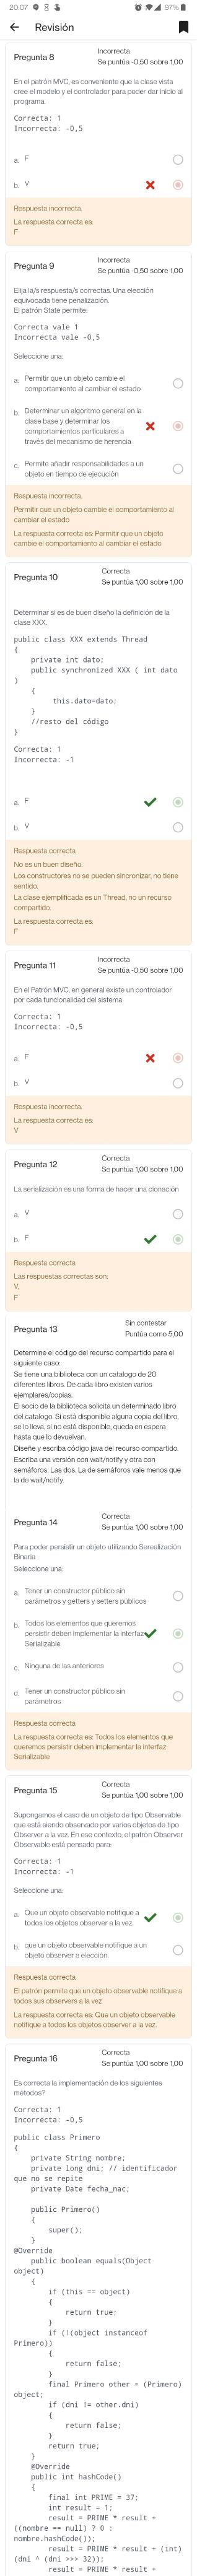 20:07
97%
Revisión
Pregunta 8
Incorrecta
Se puntúa -0,50 sobre 1,00
En el patrón MVC, es conveniente que la clase vista
cree el modelo y el controlador para poder dar inicio al
programa.
Correcta: 1
Incorrecta: -0,5
a. F
b. V
Respuesta incorrecta.
La respuesta correcta es:
F
Pregunta 9
Incorrecta
Se puntúa -0,50 sobre 1,00
Elija la/s respuesta/s correctas. Una elección
equivocada tiene penalización.
El patrón State permite:
Correcta vale 1
Incorrecta vale -0,5
Seleccione una:
a. Permitir que un objeto cambie el
comportamiento al cambiar el estado
b. Determinar un algoritmo general en la
clase base y determinar los
comportamientos particulares a
través del mecanismo de herencia
c. Permite añadir responsabilidades a un
objeto en tiempo de ejecución
Respuesta incorrecta.
Permitir que un objeto cambie el comportamiento al
cambiar el estado
La respuesta correcta es: Permitir que un objeto
cambie el comportamiento al cambiar el estado
Pregunta 10
Correcta
Se puntúa 1,00 sobre 1,00
Determinar si es de buen diseño la definición de la
clase XXX.
public class XXX extends Thread
{
private int dato;
public synchronized XXX ( int dato
)
{
this.dato=dato;
}
//resto del código
}
Correcta: 1
Incorrecta: -1
a. F
b. V
Respuesta correcta
No es un buen diseño.
Los constructores no se pueden sincronizar, no tiene
sentido.
La clase ejemplificada es un Thread, no un recurso
compartido.
La respuesta correcta es:
F
Pregunta 11
Incorrecta
Se puntúa -0,50 sobre 1,00
En el Patrón MVC, en general existe un controlador
por cada funcionalidad del sistema
Correcta: 1
Incorrecta: -0,5
a. F
b. V
Respuesta incorrecta.
La respuesta correcta es:
V
Pregunta 12
Correcta
Se puntúa 1,00 sobre 1,00
La serialización es una forma de hacer una clonación
a. V
b. F
Respuesta correcta
Las respuestas correctas son:
V,
F
Pregunta 13
Sin contestar
Puntúa como 5,00
Determine el código del recurso compartido para el
siguiente caso:
Se tiene una biblioteca con un catalogo de 20
diferentes libros. De cada libro existen varios
ejemplares/copias.
El socio de la biblioteca solicita un determinado libro
del catalogo. Si está disponible alguna copia del libro,
se lo lleva, si no está disponible, queda en espera
hasta que lo devuelvan.
Diseñe y escriba código java del recurso compartido.
Escriba una versión con wait/notify y otra con
semáforos. Las dos. La de semáforos vale menos que
la de wait/notify.
Pregunta 14
Correcta
Se puntúa 1,00 sobre 1,00
Para poder persistir un objeto utilizando Serealización
Binaria
Seleccione una:
a. Tener un constructor público sin
parámetros y getters y setters públicos
b. Todos los elementos que queremos
persistir deben implementar la interfaz
Serializable
c. Ninguna de las anteriores
d. Tener un constructor público sin
parámetros
Respuesta correcta
La respuesta correcta es: Todos los elementos que
queremos persistir deben implementar la interfaz
Serializable
Pregunta 15
Correcta
Se puntúa 1,00 sobre 1,00
Supongamos el caso de un objeto de tipo Observable
que está siendo observado por varios objetos de tipo
Observer a la vez. En ese contexto, el patrón Observer
Observable está pensado para:
Correcta: 1
Incorrecta: -1
Seleccione una:
a. Que un objeto observable notifique a
todos los objetos observer a la vez.
b. que un objeto observable notifique a un
objeto observer a elección.
Respuesta correcta
El patrón permite que un objeto observable notifique a
todos sus observers a la vez
La respuesta correcta es: Que un objeto observable
notifique a todos los objetos observer a la vez.
Pregunta 16
Correcta
Se puntúa 1,00 sobre 1,00
Es correcta la implementación de los siguientes
métodos?
Correcta: 1
Incorrecta: -0,5
public class Primero
{
private String nombre;
private long dni; // identificador
que no se repite
private Date fecha_nac;
public Primero()
{
super();
}
@Override
public boolean equals(Object
object)
{
if (this == object)
{
return true;
}
if (!(object instanceof
Primero))
{
return false;
}
final Primero other = (Primero)
object;
if (dni != other.dni)
{
return false;
}
return true;
}
@Override
public int hashCode()
{
final int PRIME = 37;
int result = 1;
result = PRIME * result +
((nombre == null) ? 0 :
nombre.hashCode());
result = PRIME * result + (int)
(dni ^ (dni >>> 32));
result = PRIME * result +